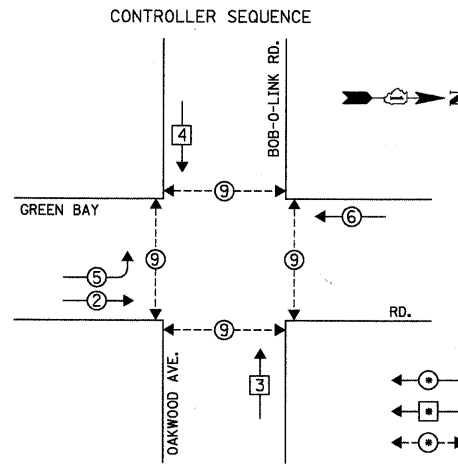 CONTROLLER SEQUENCE
BOB-O-LINK RD.
4
9
GREEN BAY
6
9
9
5
2
9
RD.
OAKWOOD AVE.
3
*
*
*